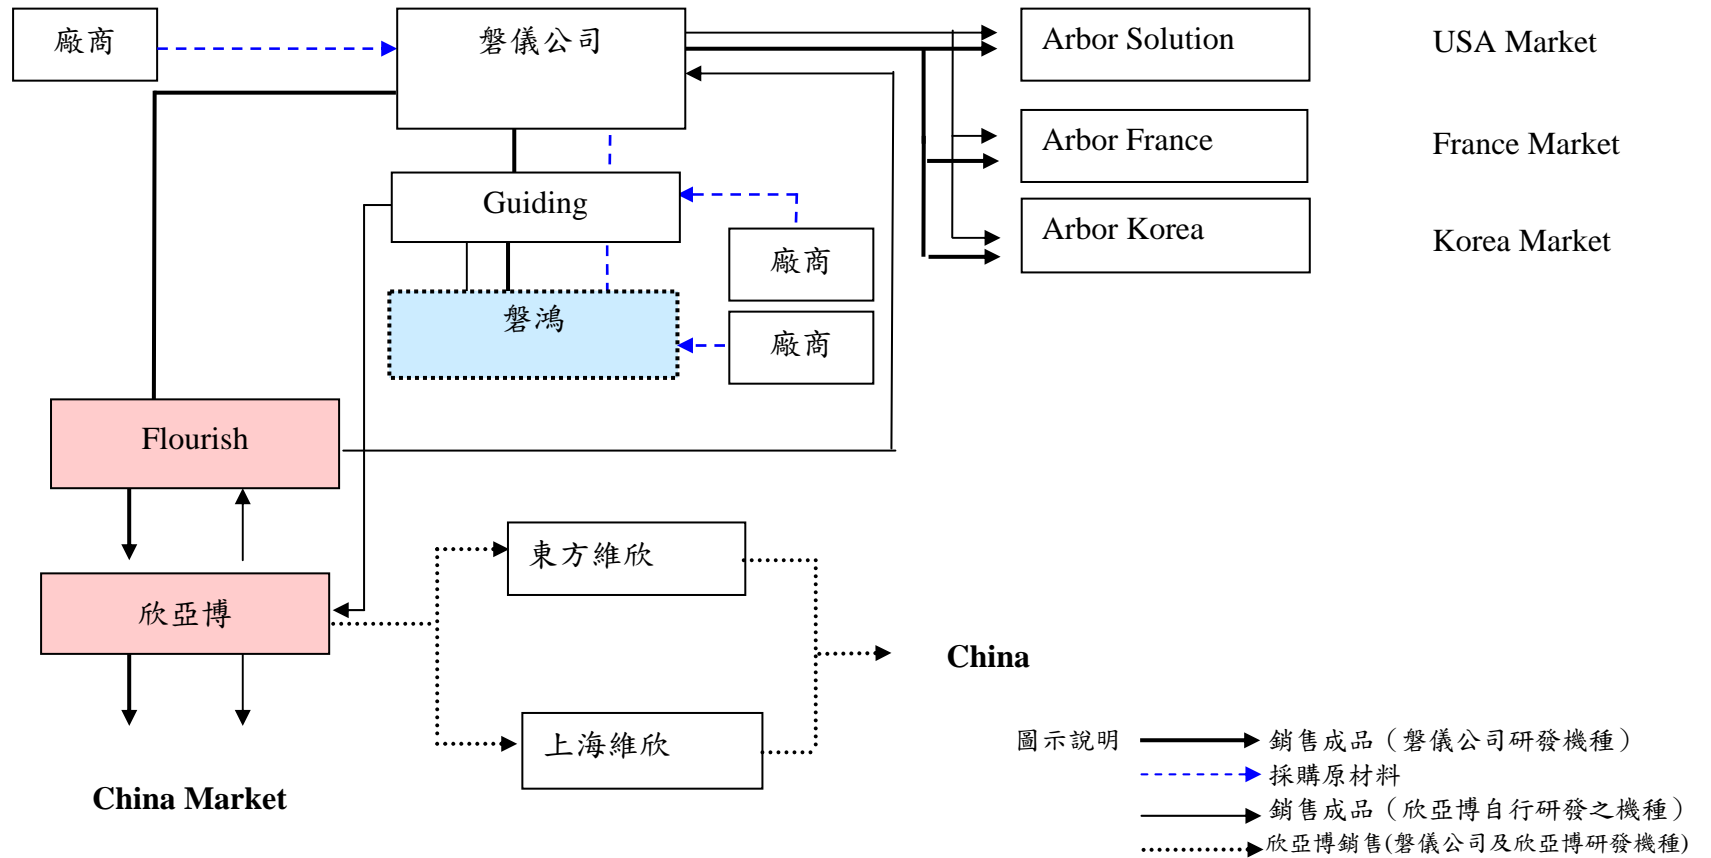 廠商
磐儀公司
Arbor Solution
USA Market
Arbor France
France Market
Guiding
Arbor Korea
Korea Market
廠商
磐鴻
廠商
Flourish
東方維欣
欣亞博
China
上海維欣
China Market
圖示說明
銷售成品（磐儀公司研發機種）
採購原材料
銷售成品（欣亞博自行研發之機種）
欣亞博銷售(磐儀公司及欣亞博研發機種)